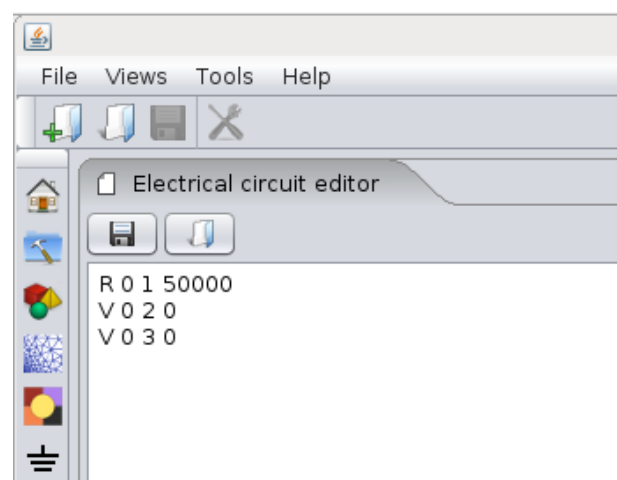 File Views Tools Help
Electrical circuit editor
R 0 1 50000
V 0 2 0
V 0 3 0